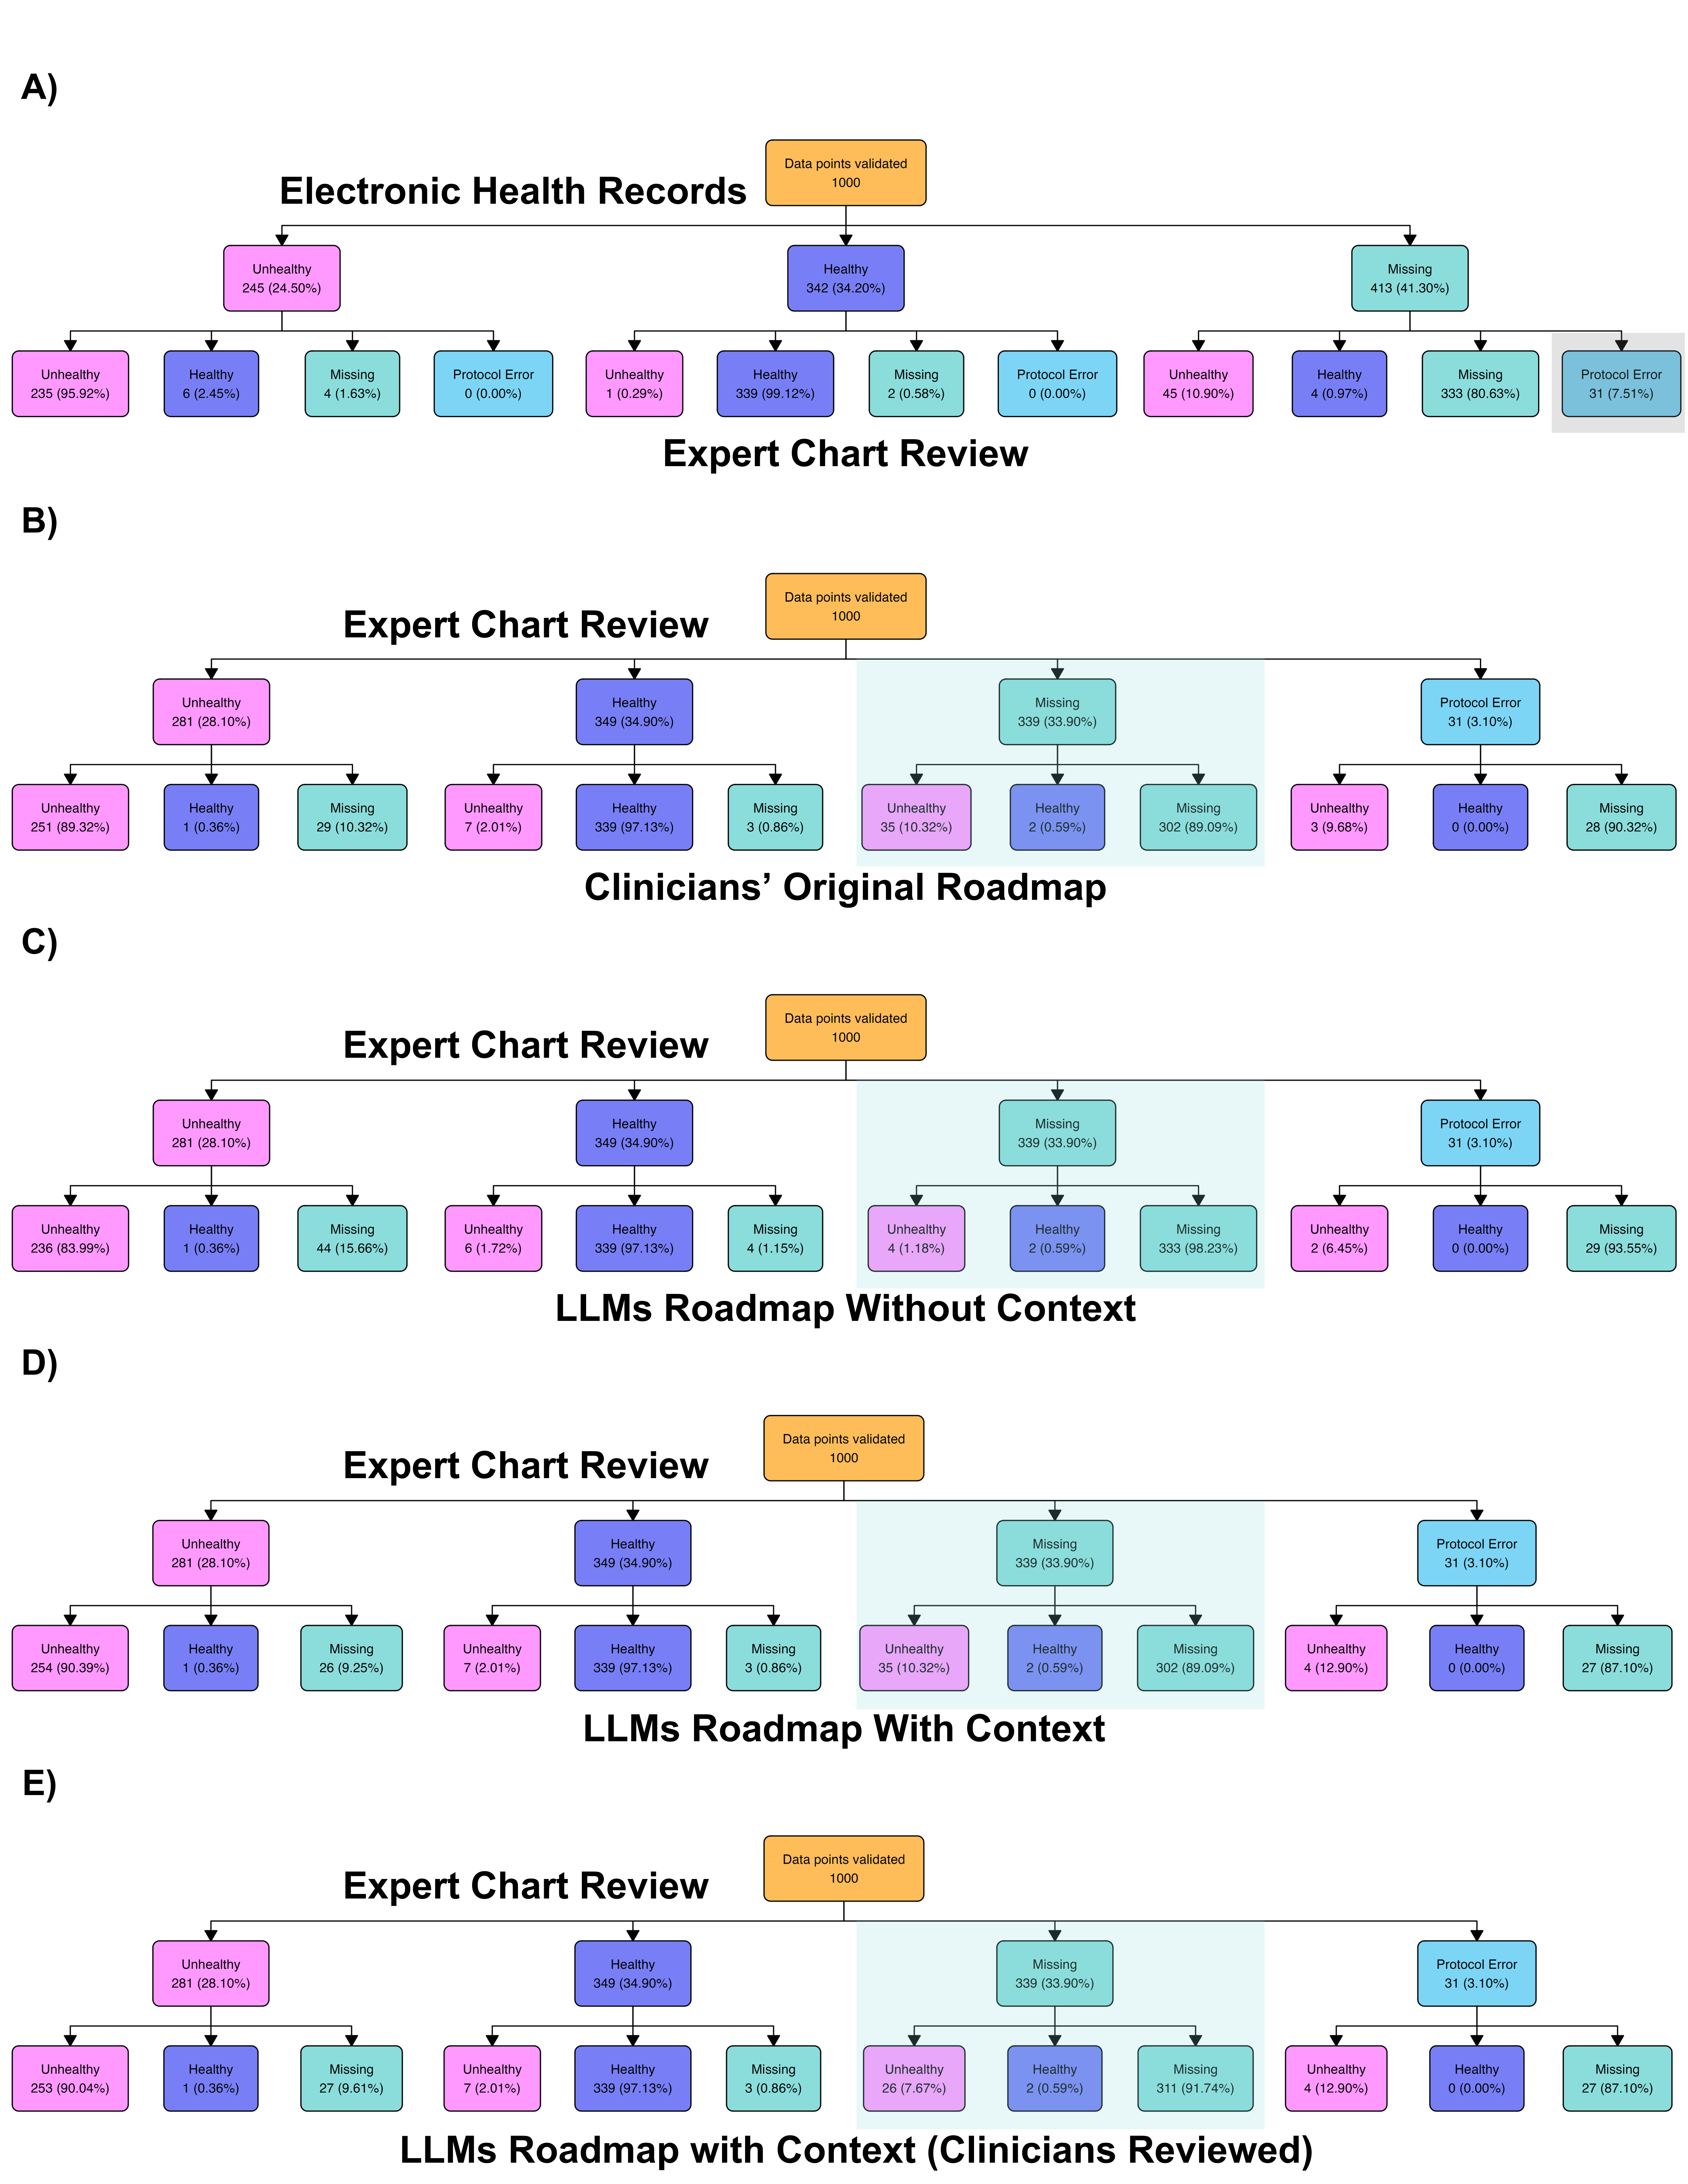 A)
Data points validated
1000
Electronic Health Records
Unhealthy
245 (24.50%)
Healthy
342 (34.20%)
Missing
413 (41.30%)
Unhealthy
235 (95.92%)
Healthy
6 (2.45%)
Missing
4 (1.63%)
Protocol Error
0 (0.00%)
Unhealthy
1 (0.29%)
Healthy
339 (99.12%)
Missing
2 (0.58%)
Protocol Error
0 (0.00%)
Unhealthy
45 (10.90%)
Healthy
4 (0.97%)
Missing
333 (80.63%)
Protocol Error
31 (7.51%)
Expert Chart Review
B)
Data points validated
1000
Expert Chart Review
Unhealthy
281 (28.10%)
Healthy
349 (34.90%)
Missing
339 (33.90%)
Protocol Error
31 (3.10%)
Unhealthy
251 (89.32%)
Healthy
1 (0.36%)
Missing
29 (10.32%)
Unhealthy
7 (2.01%)
Healthy
339 (97.13%)
Missing
3 (0.86%)
Unhealthy
35 (10.32%)
Healthy
2 (0.59%)
Missing
302 (89.09%)
Unhealthy
3 (9.68%)
Healthy
0 (0.00%)
Missing
28 (90.32%)
Clinicians’ Original Roadmap
C)
Data points validated
1000
Expert Chart Review
Unhealthy
281 (28.10%)
Healthy
349 (34.90%)
Missing
339 (33.90%)
Protocol Error
31 (3.10%)
Unhealthy
236 (83.99%)
Healthy
1 (0.36%)
Missing
44 (15.66%)
Unhealthy
6 (1.72%)
Healthy
339 (97.13%)
Missing
4 (1.15%)
Unhealthy
4 (1.18%)
Healthy
2 (0.59%)
Missing
333 (98.23%)
Unhealthy
2 (6.45%)
Healthy
0 (0.00%)
Missing
29 (93.55%)
LLMs Roadmap Without Context
D)
Data points validated
1000
Expert Chart Review
Unhealthy
281 (28.10%)
Healthy
349 (34.90%)
Missing
339 (33.90%)
Protocol Error
31 (3.10%)
Unhealthy
254 (90.39%)
Healthy
1 (0.36%)
Missing
26 (9.25%)
Unhealthy
7 (2.01%)
Healthy
339 (97.13%)
Missing
3 (0.86%)
Unhealthy
35 (10.32%)
Healthy
2 (0.59%)
Missing
302 (89.09%)
Unhealthy
4 (12.90%)
Healthy
0 (0.00%)
Missing
27 (87.10%)
LLMs Roadmap With Context
E)
Data points validated
1000
Expert Chart Review
Unhealthy
281 (28.10%)
Healthy
349 (34.90%)
Missing
339 (33.90%)
Protocol Error
31 (3.10%)
Unhealthy
253 (90.04%)
Healthy
1 (0.36%)
Missing
27 (9.61%)
Unhealthy
7 (2.01%)
Healthy
339 (97.13%)
Missing
3 (0.86%)
Unhealthy
26 (7.67%)
Healthy
2 (0.59%)
Missing
311 (91.74%)
Unhealthy
4 (12.90%)
Healthy
0 (0.00%)
Missing
27 (87.10%)
LLMs Roadmap with Context (Clinicians Reviewed)